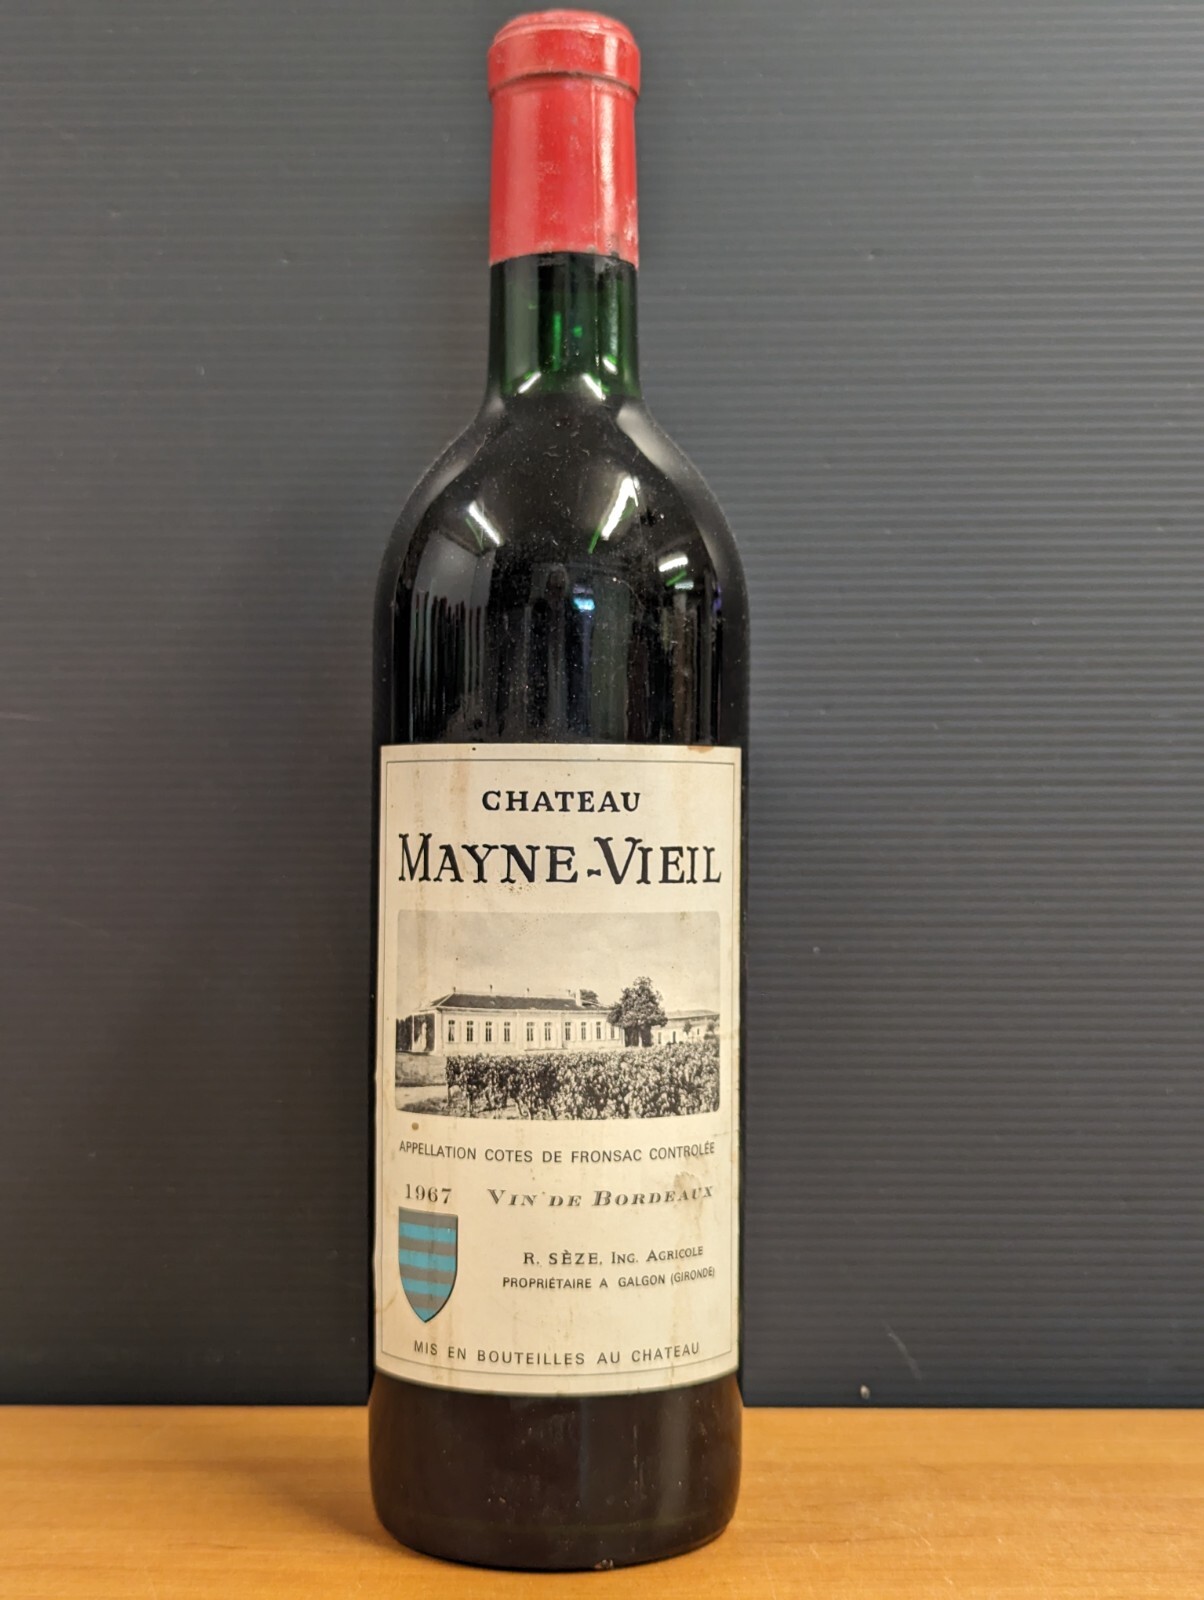 CHATEAU
MAYNE-VIEIL
APPELLATION COTES DE FRONSAC CONTROLÉE
1967 VIN DE BORDEAUX
R. SÈZE, ING. AGRICOLE
PROPRIÉTAIRE A GALGON (GIRONDE)
MIS EN BOUTEILLES AU CHATEAU